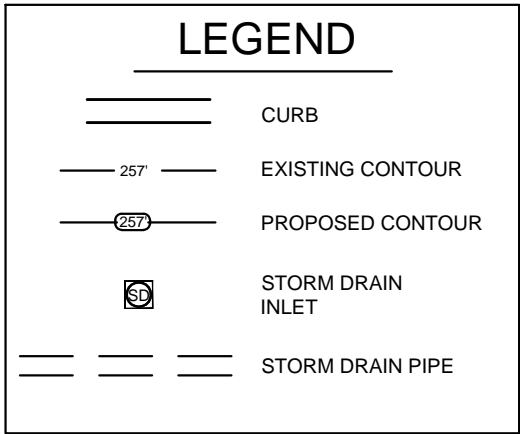 LEGEND
CURB
257' EXISTING CONTOUR
257' PROPOSED CONTOUR
SD STORM DRAIN
INLET
STORM DRAIN PIPE